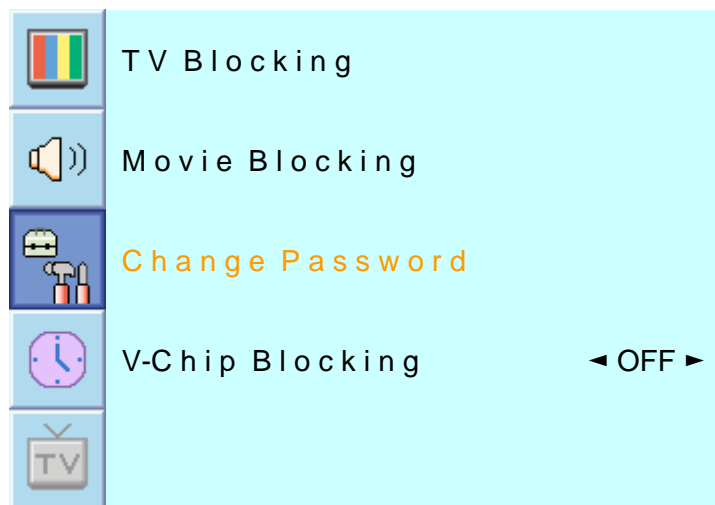 TV Blocking
Movie Blocking
Change Password
V-Chip Blocking ◄ OFF ►
TV